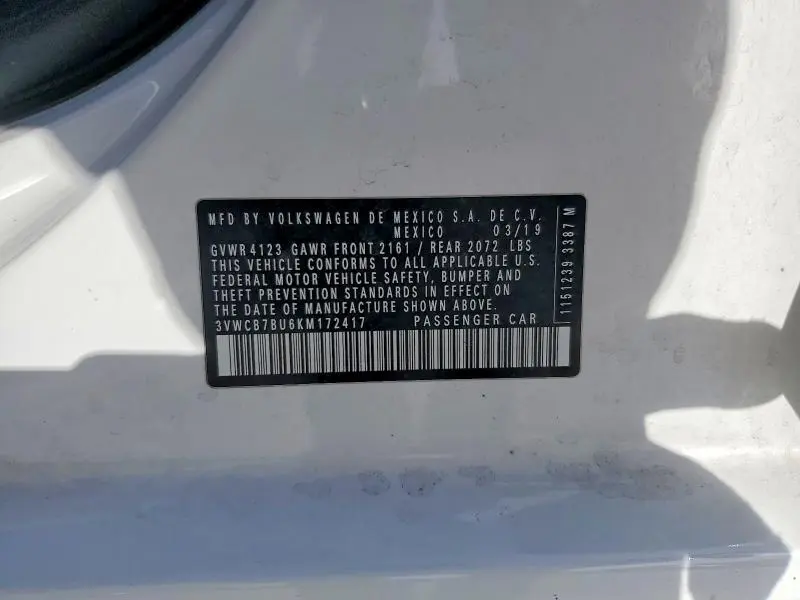 MFD BY VOLKSWAGEN DE MEXICO S.A. DE C.V.
MEXICO 03/19
GVWR 4123 GAWR FRONT 2161 / REAR 2072 LBS
THIS VEHICLE CONFORMS TO ALL APPLICABLE U.S.
FEDERAL MOTOR VEHICLE SAFETY, BUMPER AND
THEFT PREVENTION STANDARDS IN EFFECT ON
THE DATE OF MANUFACTURE SHOWN ABOVE.
3VWCB7BU6KM172417 PASSENGER CAR
1151239 3387 M